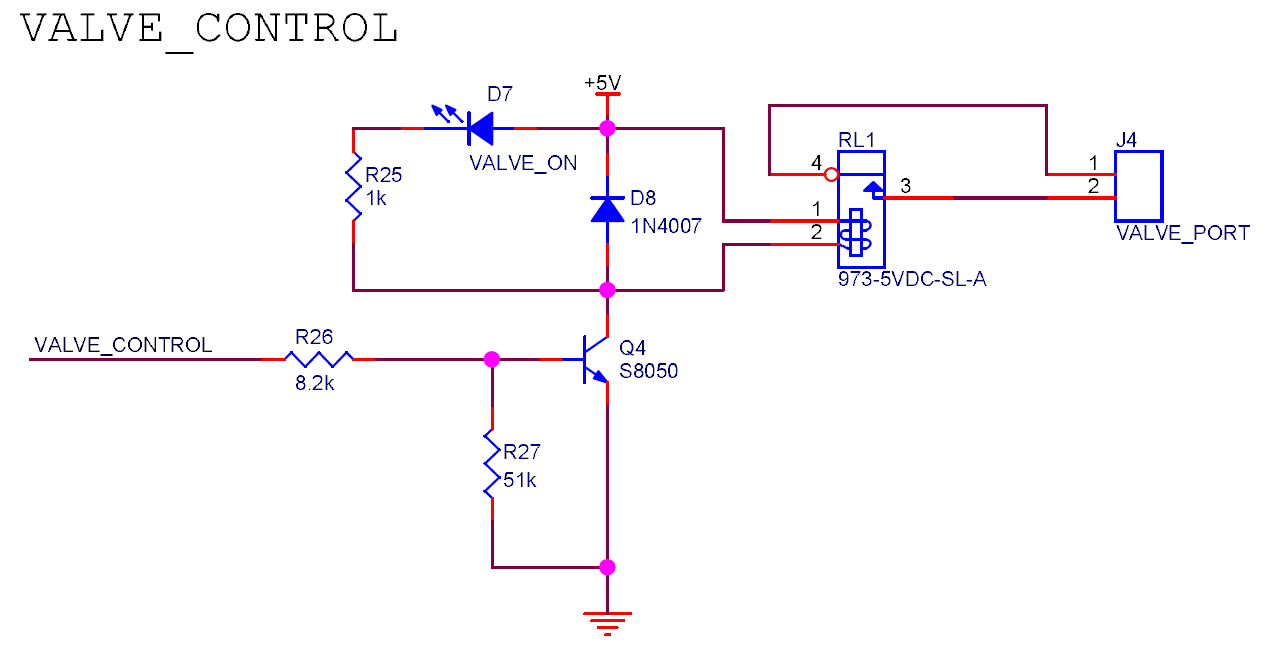 VALVE_CONTROL
+5V
D7
VALVE_ON
R25
1k
D8
1N4007
RL1
4
3
1
2
973-5VDC-SL-A
J4
1
2
VALVE_PORT
VALVE_CONTROL
R26
8.2k
Q4
S8050
R27
51k